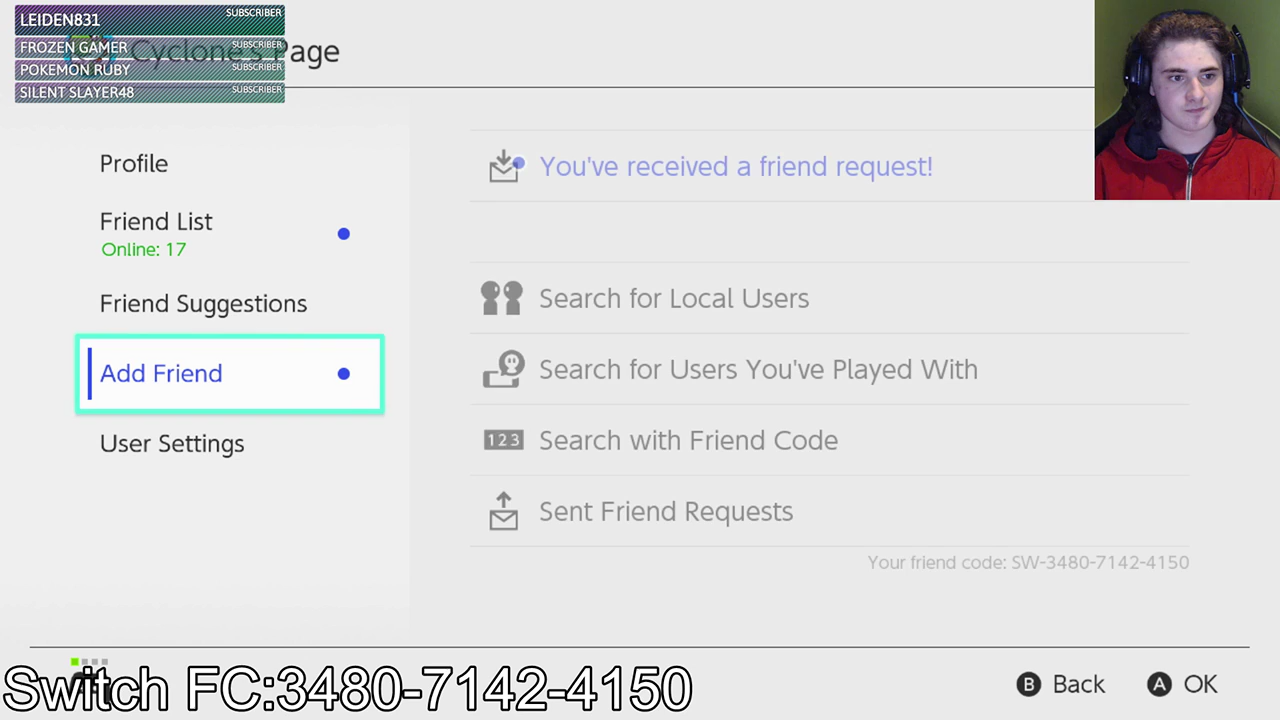 LEIDEN831 SUBSCRIBER
FROZEN GAMER SUBSCRIBER
POKEMON RUBY SUBSCRIBER
SILENT SLAYER48 SUBSCRIBER
Cyclone's Page
Profile
Friend List
Online: 17
Friend Suggestions
Add Friend
User Settings
You've received a friend request!
Search for Local Users
Search for Users You've Played With
123 Search with Friend Code
Sent Friend Requests
Your friend code: SW-3480-7142-4150
Switch FC:3480-7142-4150
B Back A OK